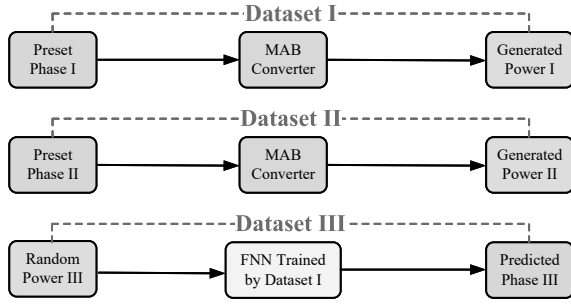 Dataset I
Preset
Phase I
MAB
Converter
Generated
Power I
Dataset II
Preset
Phase II
MAB
Converter
Generated
Power II
Dataset III
Random
Power III
FNN Trained
by Dataset I
Predicted
Phase III